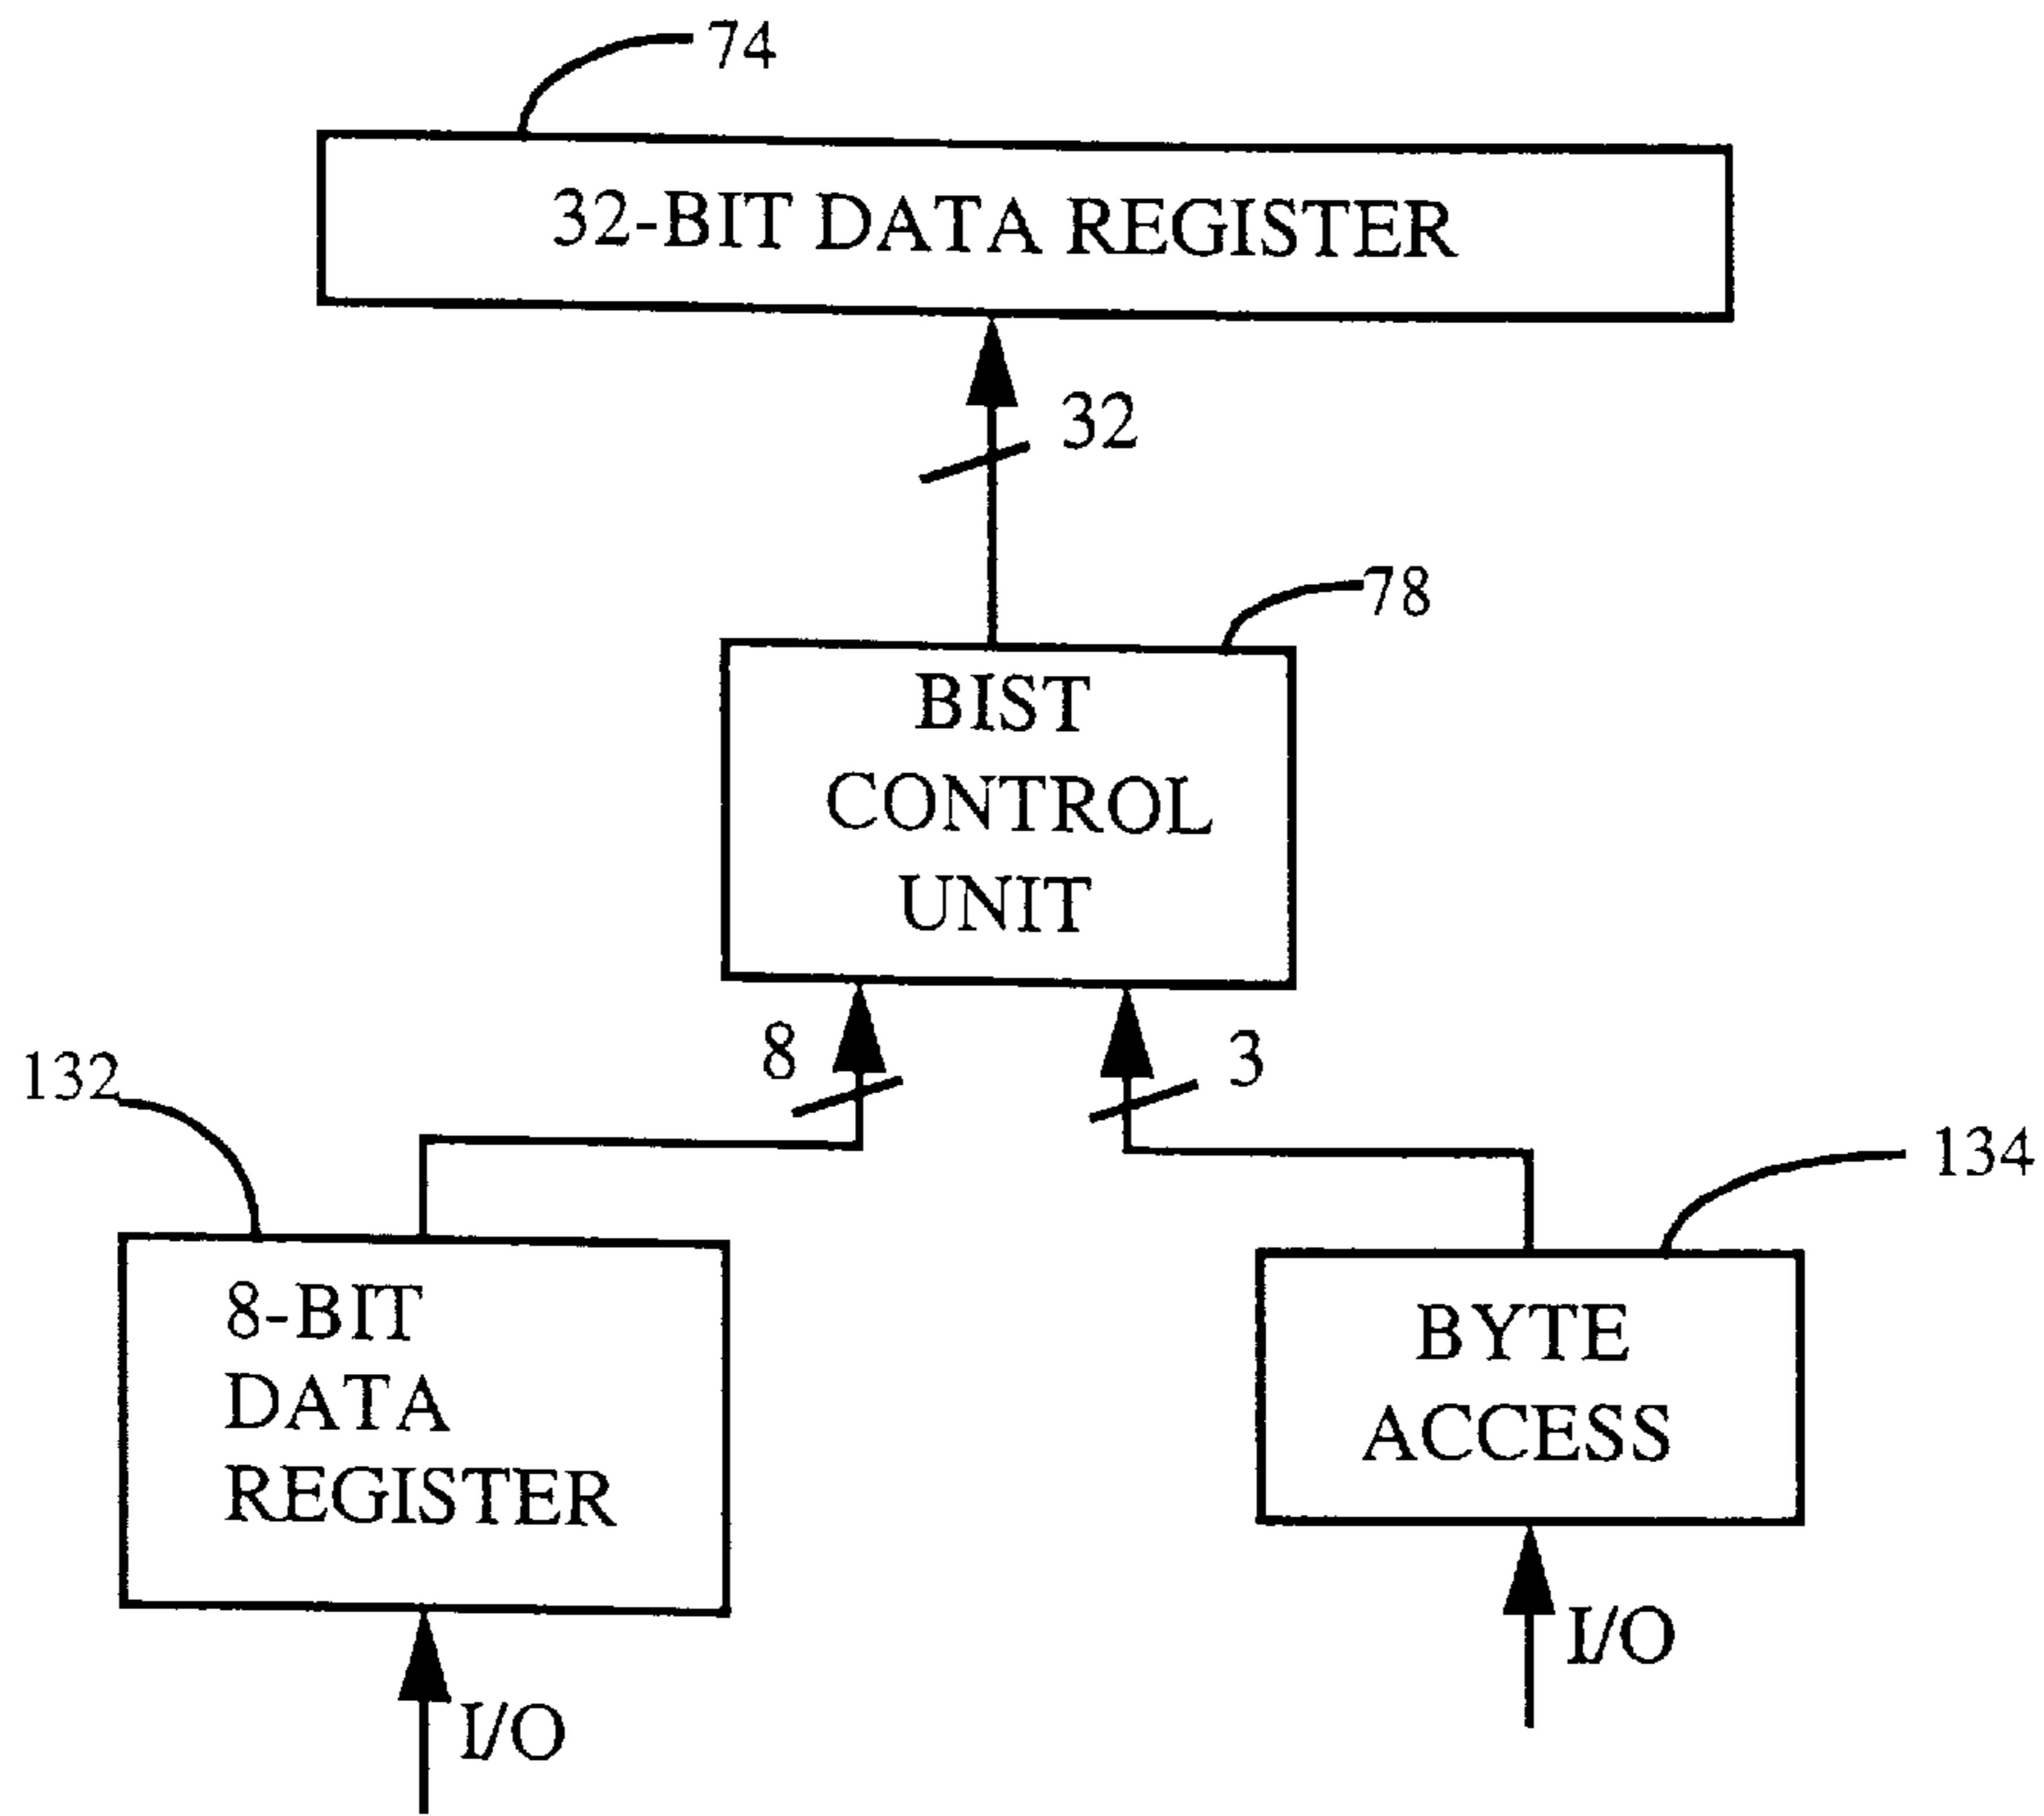 74
32-BIT DATA REGISTER
32
78
BIST
CONTROL
UNIT
8
3
132
134
8-BIT
DATA
REGISTER
BYTE
ACCESS
I/O
I/O